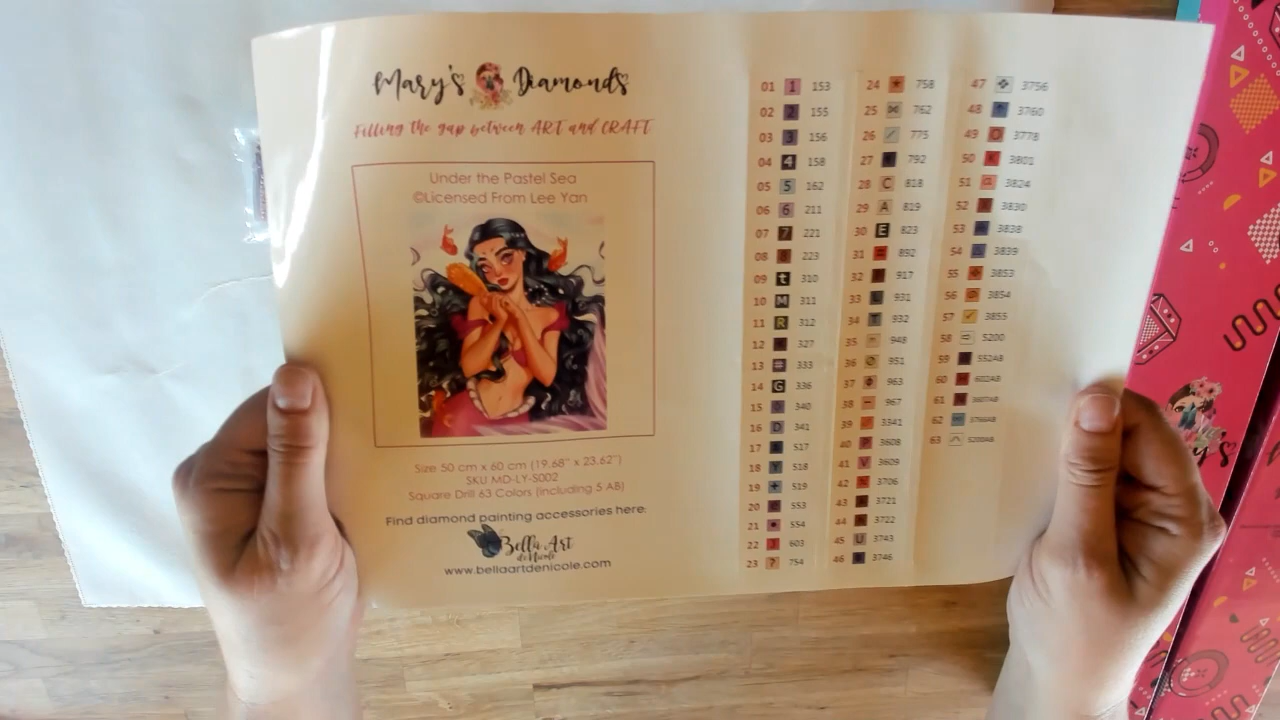 Mary's Diamonds
Filling the gap between ART and CRAFT
Under the Pastel Sea
©Licensed From Lee Yan
Size 50 cm x 60 cm (19.68" x 23.62")
SKU MD-LY-S002
Square Drill 63 Colors (including 5 AB)
Find diamond painting accessories here:
Bella Art
de Nicole
www.bellaartdenicole.com
01 1 153
02 2 155
03 3 156
04 4 158
05 5 162
06 6 211
07 7 221
08 8 223
09 t 310
10 M 311
11 R 312
12 327
13 # 333
14 G 336
15 340
16 D 341
17 517
18 Y 518
19 + 519
20 553
21 554
22 603
23 ? 754
24 758
25 762
26 775
27 792
28 C 818
29 A 819
30 E 823
31 892
32 917
33 L 931
34 T 932
35 948
36 951
37 963
38 967
39 3341
40 P 3608
41 V 3609
42 3706
43 3721
44 3722
45 U 3743
46 3746
47 3756
48 3760
49 3778
50 K 3801
51 3824
52 3830
53 3838
54 3839
55 3853
56 3854
57 3855
58 5200
59 552AB
60 602AB
61 3607AB
62 3766AB
63 5200AB